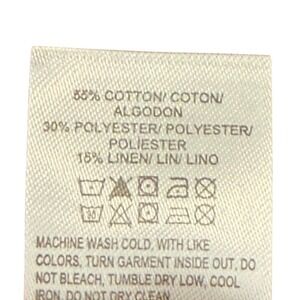 55% COTTON/ COTON/
ALGODON
30% POLYESTER/ POLYESTER/
POLIESTER
15% LINEN/ LIN/ LINO
30
MACHINE WASH COLD, WITH LIKE
COLORS, TURN GARMENT INSIDE OUT, DO
NOT BLEACH, TUMBLE DRY LOW, COOL
IRON, DO NOT DRY CLEAN